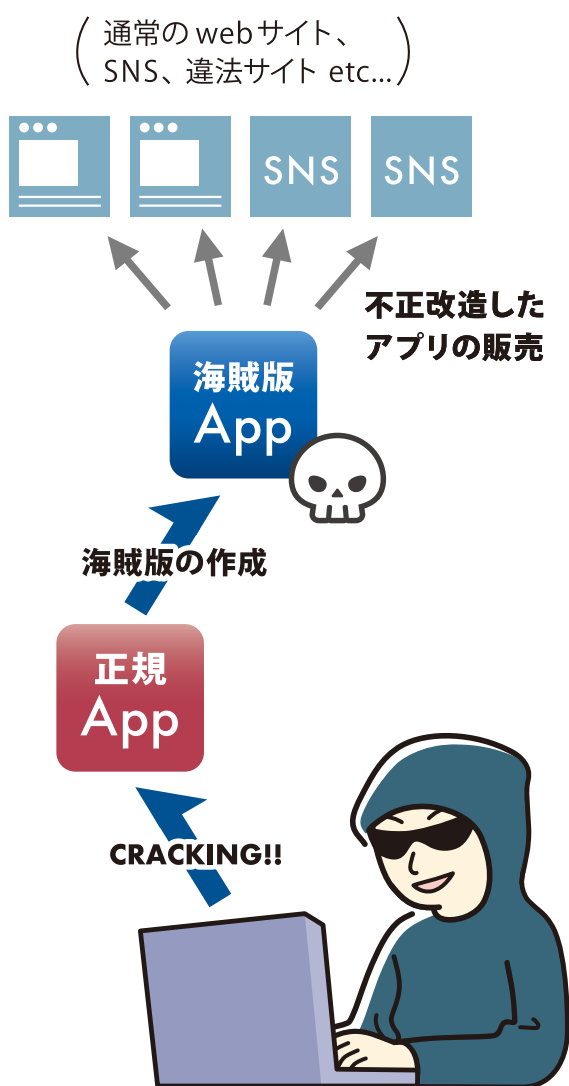 通常のwebサイト、
SNS、違法サイト etc...
SNS
SNS
不正改造した
アプリの販売
海賊版
App
海賊版の作成
正規
App
CRACKING!!